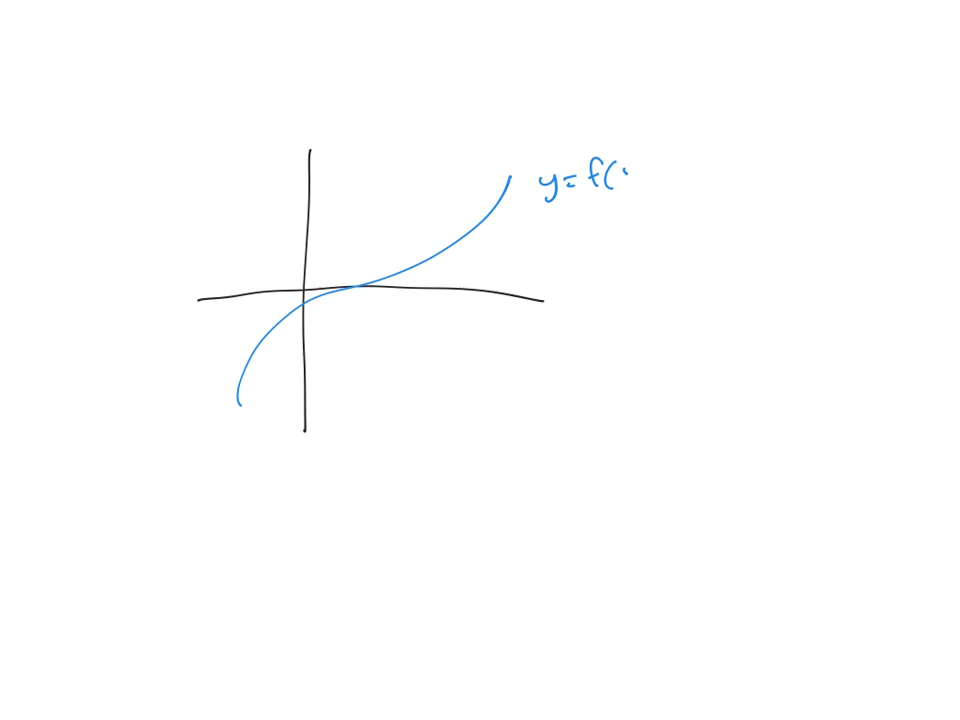 y = f(